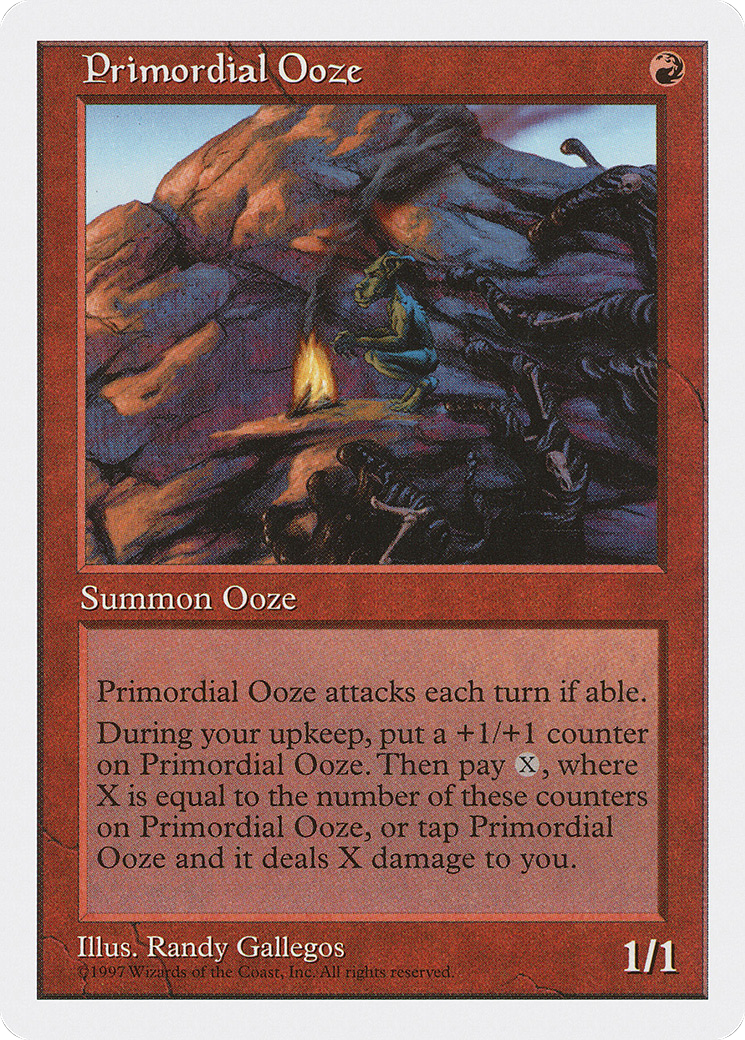 Primordial Ooze
Summon Ooze
Primordial Ooze attacks each turn if able.
During your upkeep, put a +1/+1 counter
on Primordial Ooze. Then pay X, where
X is equal to the number of these counters
on Primordial Ooze, or tap Primordial
Ooze and it deals X damage to you.
Illus. Randy Gallegos
1/1
©1997 Wizards of the Coast, Inc. All rights reserved.